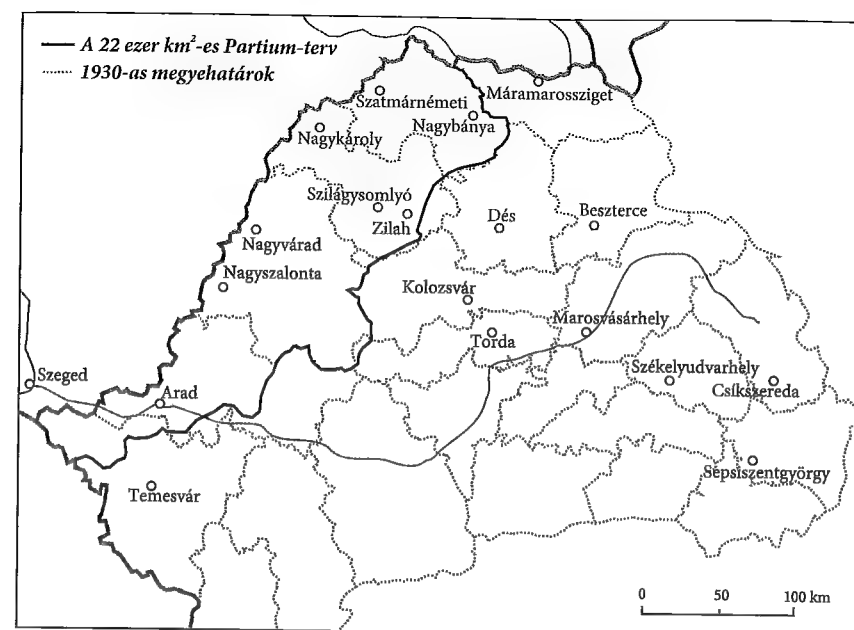 A 22 ezer km²-es Partium-terv
1930-as megyehatárok
Szatmárnémeti
Máramarossziget
Nagybánya
Nagykároly
Szilágysomlyó
Zilah
Dés
Beszterce
Nagyvárad
Nagyszalonta
Kolozsvár
Marosvásárhely
Torda
Székelyudvarhely
Szeged
Csíkszereda
Arad
Sepsiszentgyörgy
Temesvár
0 50 100 km